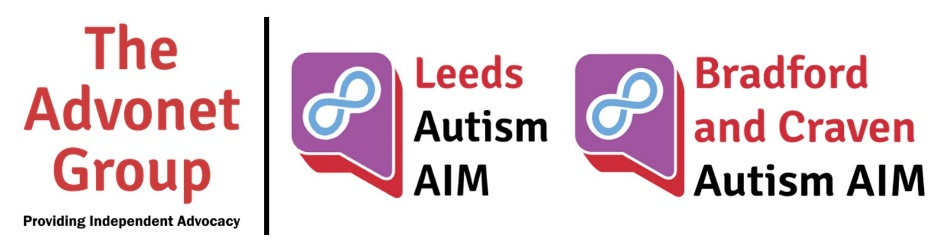 The
Advonet
Group
Providing Independent Advocacy
Leeds
Autism
AIM
Bradford
and Craven
Autism AIM